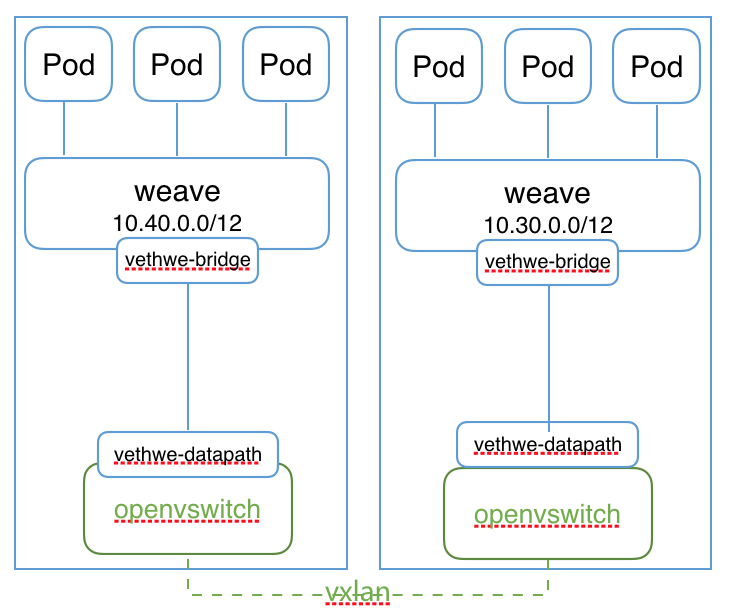 Pod
Pod
Pod
weave
10.40.0.0/12
vethwe-bridge
vethwe-datapath
openvswitch
Pod
Pod
Pod
weave
10.30.0.0/12
vethwe-bridge
vethwe-datapath
openvswitch
vxlan